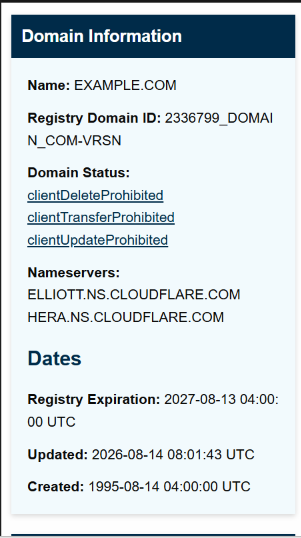 Domain Information
Name: EXAMPLE.COM
Registry Domain ID: 2336799_DOMAI
N_COM-VRSN
Domain Status:
clientDeleteProhibited
clientTransferProhibited
clientUpdateProhibited
Nameservers:
ELLIOTT.NS.CLOUDFLARE.COM
HERA.NS.CLOUDFLARE.COM
Dates
Registry Expiration: 2027-08-13 04:00:
00 UTC
Updated: 2026-08-14 08:01:43 UTC
Created: 1995-08-14 04:00:00 UTC